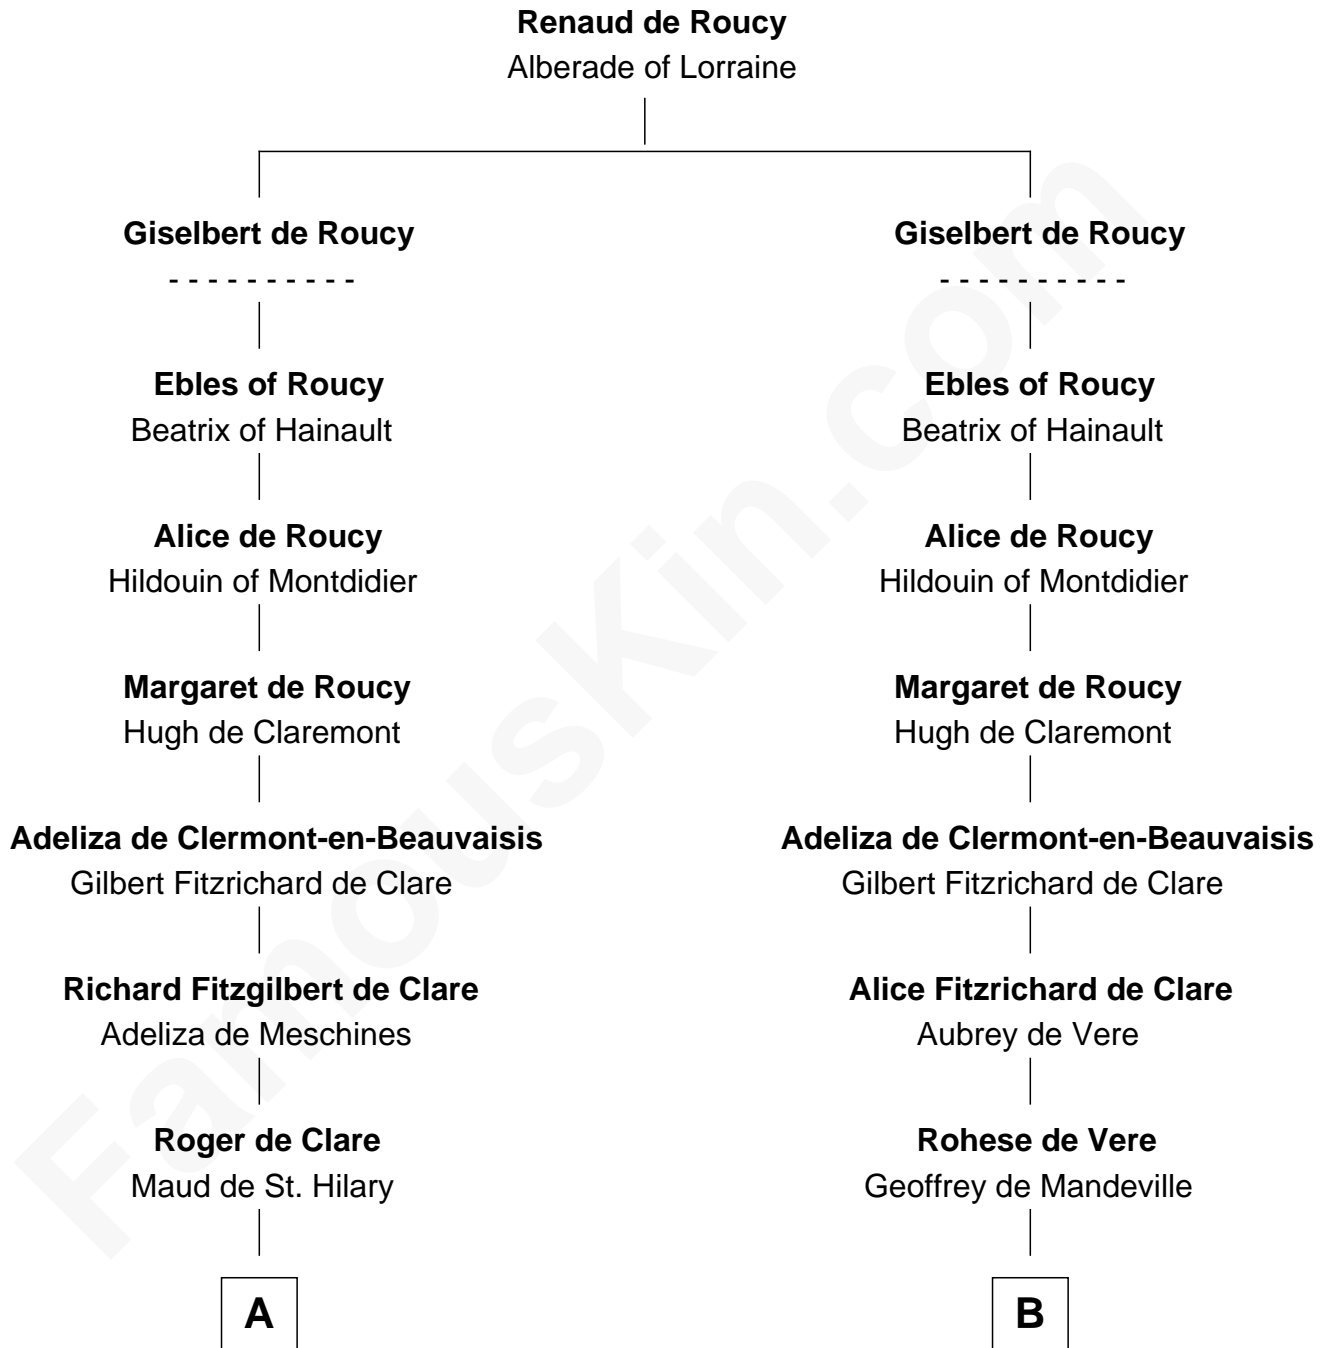 Renaud de Roucy
Alberade of Lorraine
Giselbert de Roucy
- - - - - - - - - -
Ebles of Roucy
Beatrix of Hainault
Alice de Roucy
Hildouin of Montdidier
Margaret de Roucy
Hugh de Claremont
Adeliza de Clermont-en-Beauvaisis
Gilbert Fitzrichard de Clare
Richard Fitzgilbert de Clare
Adeliza de Meschines
Roger de Clare
Maud de St. Hilary
A
Giselbert de Roucy
- - - - - - - - - -
Ebles of Roucy
Beatrix of Hainault
Alice de Roucy
Hildouin of Montdidier
Margaret de Roucy
Hugh de Claremont
Adeliza de Clermont-en-Beauvaisis
Gilbert Fitzrichard de Clare
Alice Fitzrichard de Clare
Aubrey de Vere
Rohese de Vere
Geoffrey de Mandeville
B
FamousKin.com